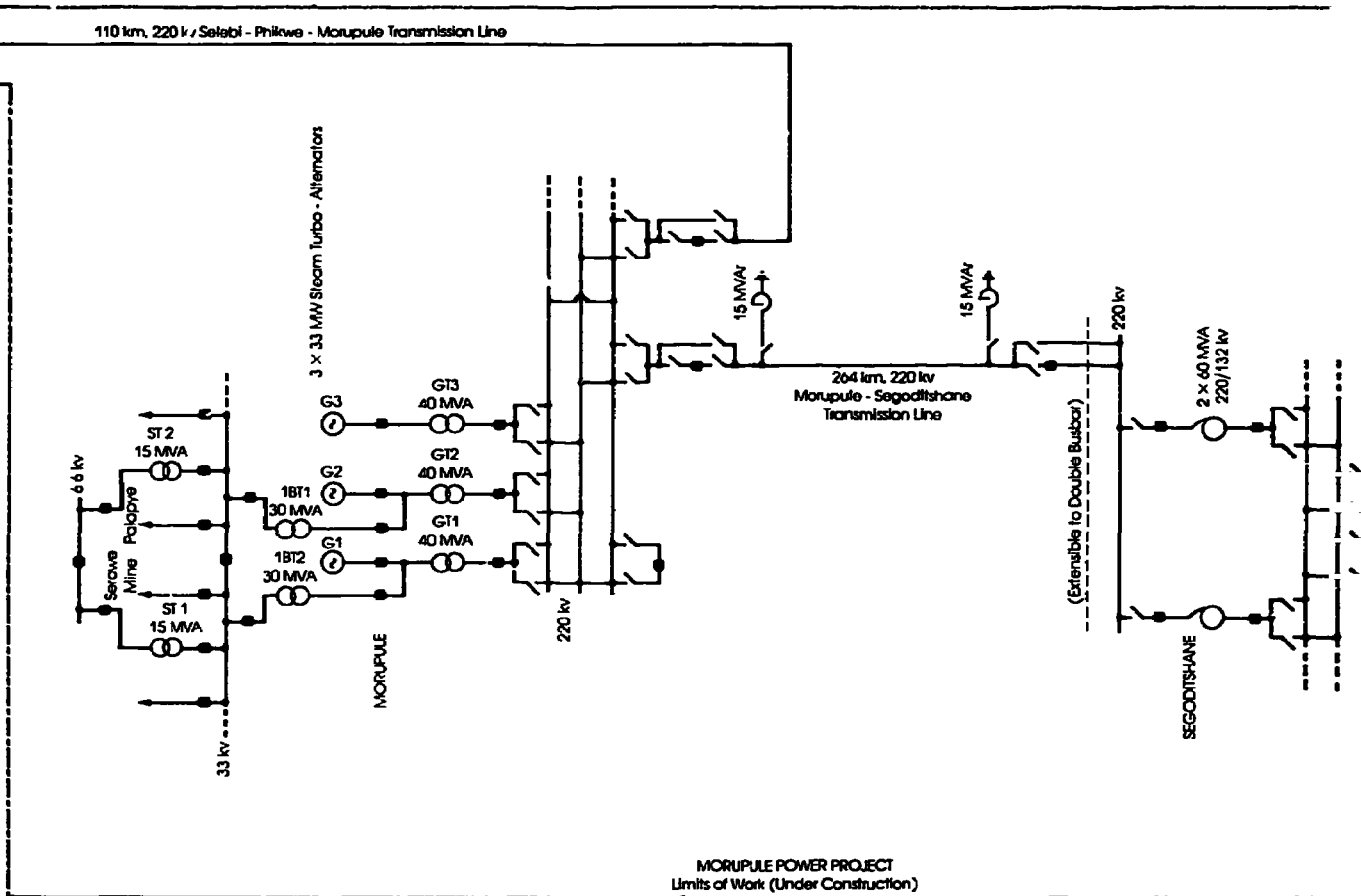 110 km, 220 kv Selebi - Phikwe - Morupule Transmission Line
3 × 33 MW Steam Turbo - Alternators
6 6 kv
ST 2
15 MVA
Palapye
Mine
Serowe
ST 1
15 MVA
33 kv
G3
GT3
40 MVA
G2
1BT1
30 MVA
GT2
40 MVA
G1
1BT2
30 MVA
GT1
40 MVA
MORUPULE
220 kv
15 MVAr
15 MVAr
264 km, 220 kv
Morupule - Segoditshane
Transmission Line
(Extensible to Double Busbar)
220 kv
2 × 60 MVA
220/132 kv
SEGODITSHANE
MORUPULE POWER PROJECT
Limits of Work (Under Construction)